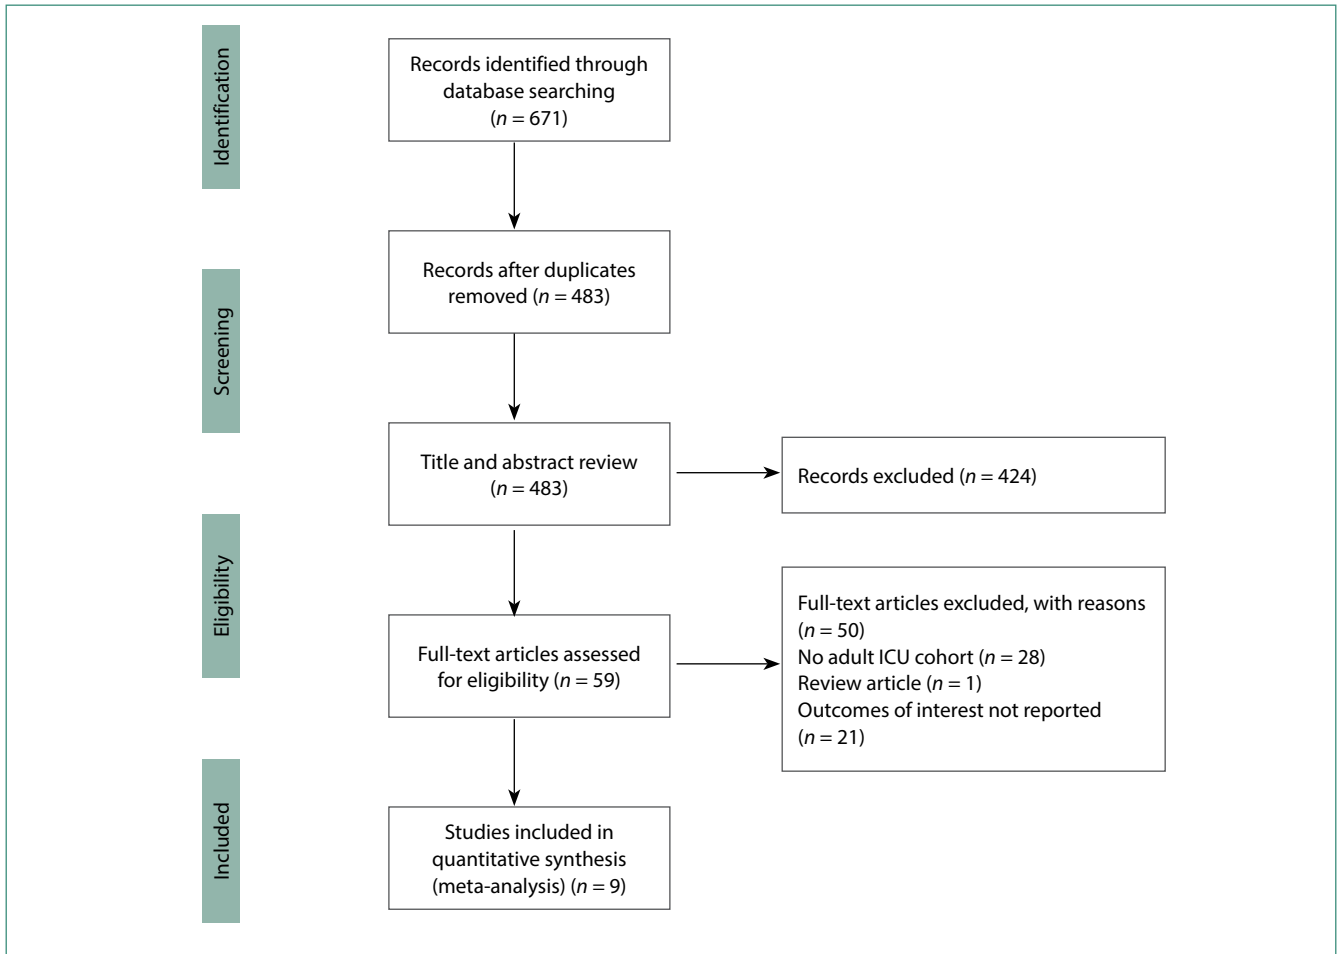 Identification
Records identified through
database searching
(n = 671)
Screening
Records after duplicates
removed (n = 483)
Title and abstract review
(n = 483)
Records excluded (n = 424)
Eligibility
Full-text articles assessed
for eligibility (n = 59)
Full-text articles excluded, with reasons
(n = 50)
No adult ICU cohort (n = 28)
Review article (n = 1)
Outcomes of interest not reported
(n = 21)
Included
Studies included in
quantitative synthesis
(meta-analysis) (n = 9)